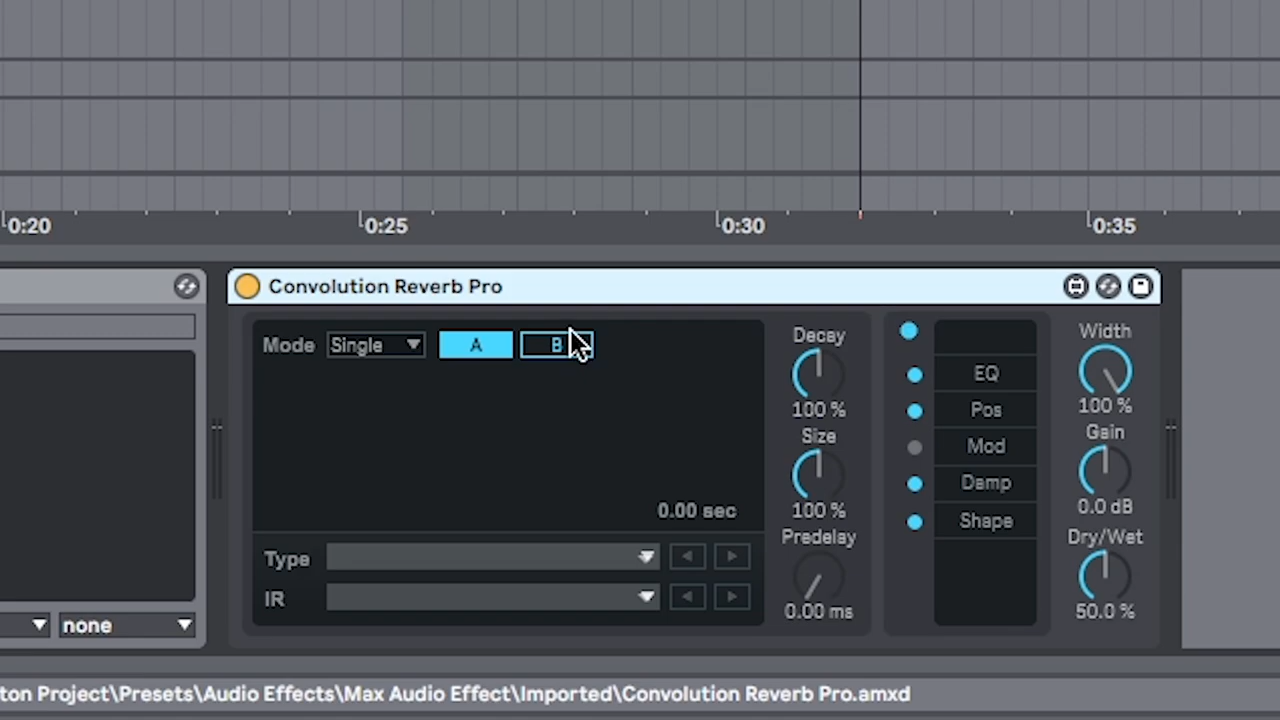 0:20 0:25 0:30 0:35
Convolution Reverb Pro
Mode Single A B
Decay
100 %
Size
100 %
Predelay
0.00 ms
0.00 sec
Type
IR
EQ
Pos
Mod
Damp
Shape
Width
100 %
Gain
0.0 dB
Dry/Wet
50.0 %
none
ton Project\Presets\Audio Effects\Max Audio Effect\Imported\Convolution Reverb Pro.amxd